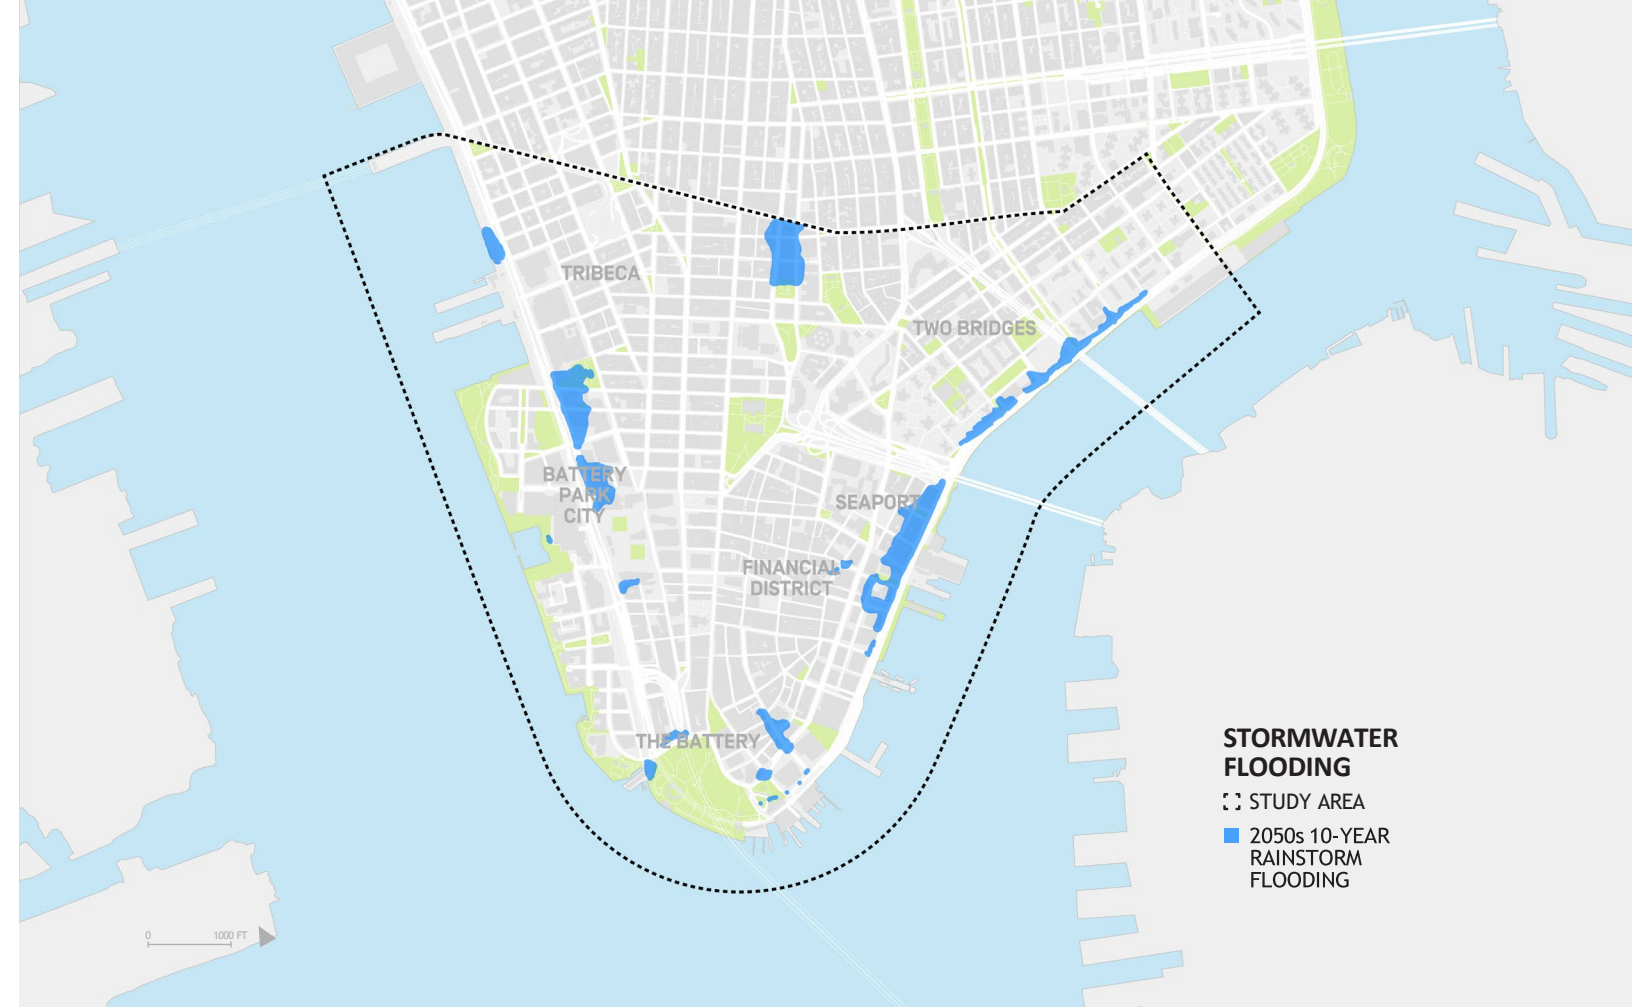 TRIBECA
TWO BRIDGES
BATTERY
PARK
CITY
SEAPORT
FINANCIAL
DISTRICT
THE BATTERY
STORMWATER
FLOODING
STUDY AREA
2050s 10-YEAR
RAINSTORM
FLOODING
0 1000 FT